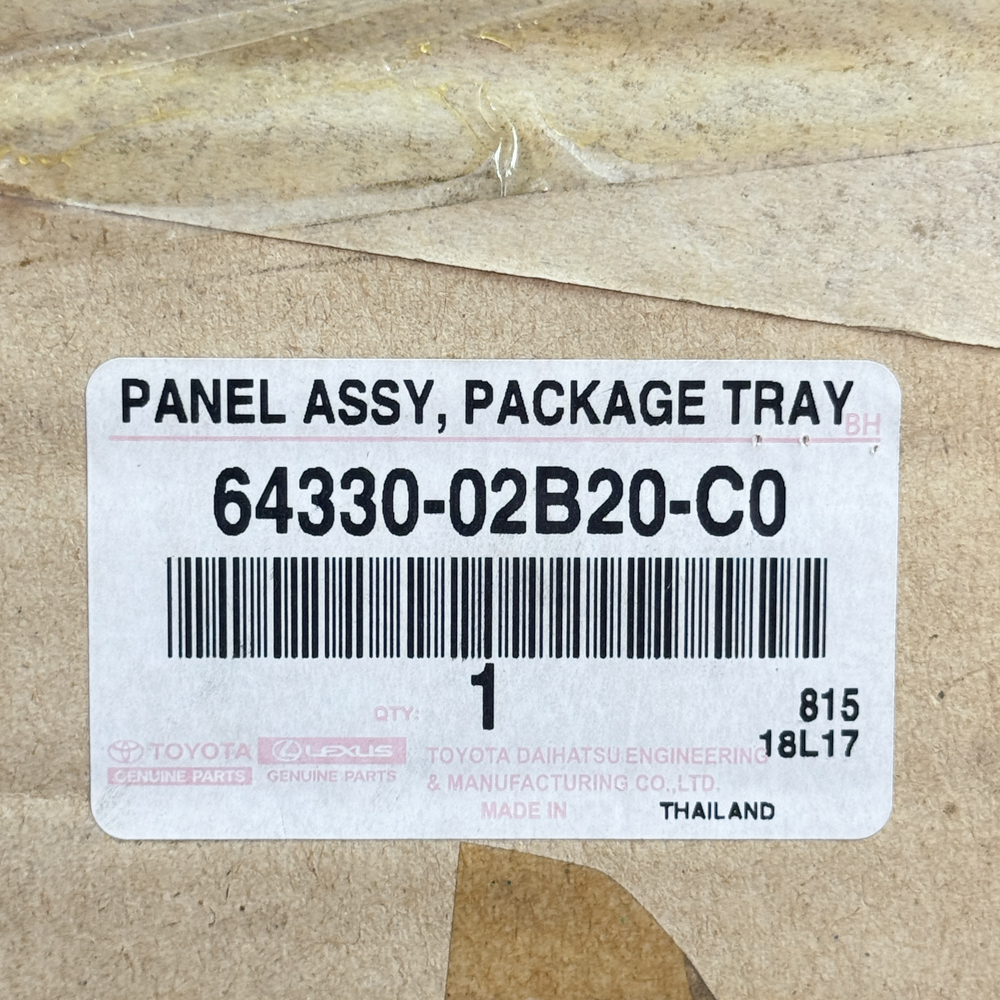 PANEL ASSY, PACKAGE TRAY
BH
64330-02B20-C0
QTY: 1
815
18L17
TOYOTA LEXUS
GENUINE PARTS GENUINE PARTS
TOYOTA DAIHATSU ENGINEERING
& MANUFACTURING CO.,LTD.
MADE IN THAILAND